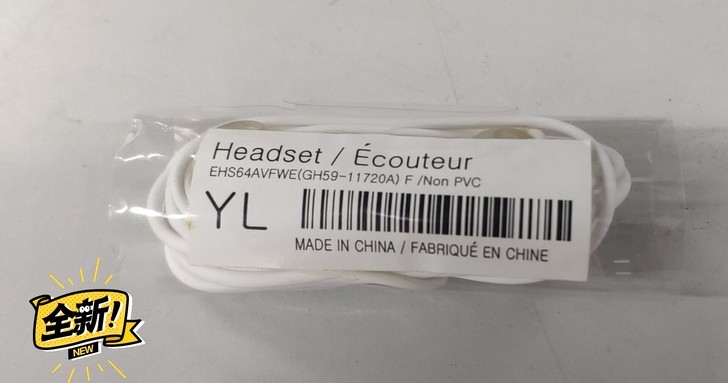 Headset / Écouteur
EHS64AVFWE(GH59-11720A) F /Non PVC
YL
MADE IN CHINA / FABRIQUÉ EN CHINE
全新!
NEW